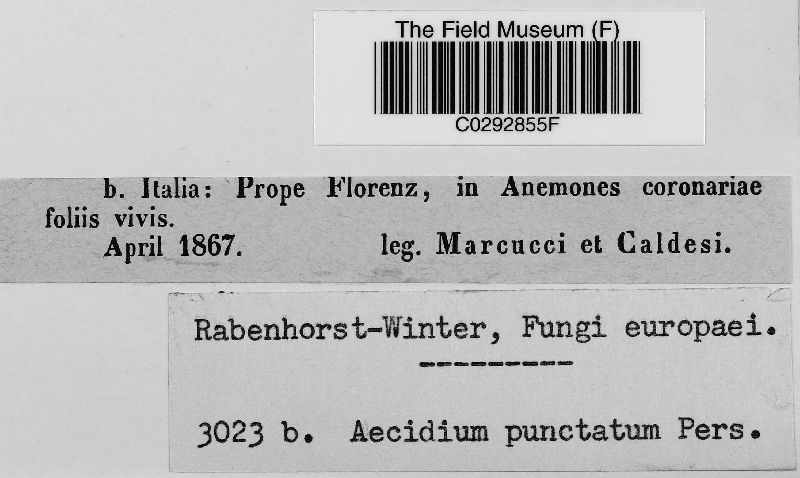 The Field Museum (F)
C0292855F
b. Italia: Prope Florenz, in Anemones coronariae
foliis vivis.
April 1867. leg. Marcucci et Caldesi.
Rabenhorst-Winter, Fungi europaei.
----------
3023 b. Aecidium punctatum Pers.